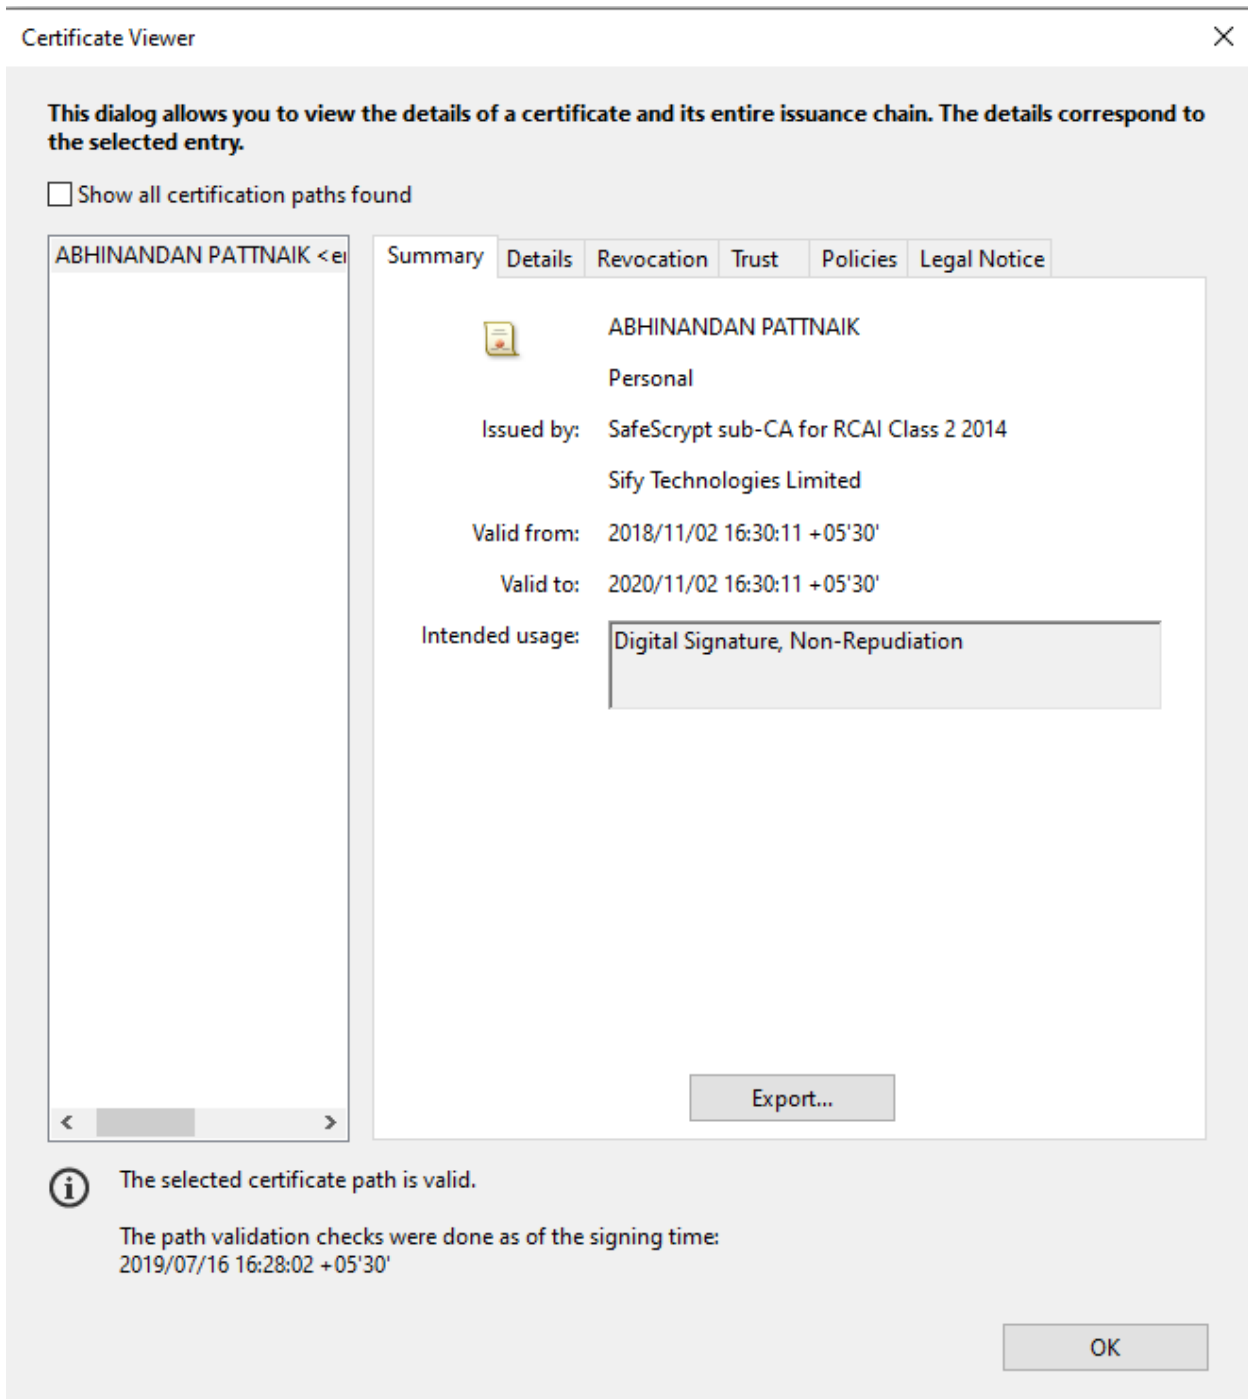 Certificate Viewer
This dialog allows you to view the details of a certificate and its entire issuance chain. The details correspond to
the selected entry.
Show all certification paths found
ABHINANDAN PATTNAIK <
Summary Details Revocation Trust Policies Legal Notice
ABHINANDAN PATTNAIK
Personal
Issued by: SafeScrypt sub-CA for RCAI Class 2 2014
Sify Technologies Limited
Valid from: 2018/11/02 16:30:11 +05'30'
Valid to: 2020/11/02 16:30:11 +05'30'
Intended usage: Digital Signature, Non-Repudiation
Export...
The selected certificate path is valid.
The path validation checks were done as of the signing time:
2019/07/16 16:28:02 +05'30'
OK